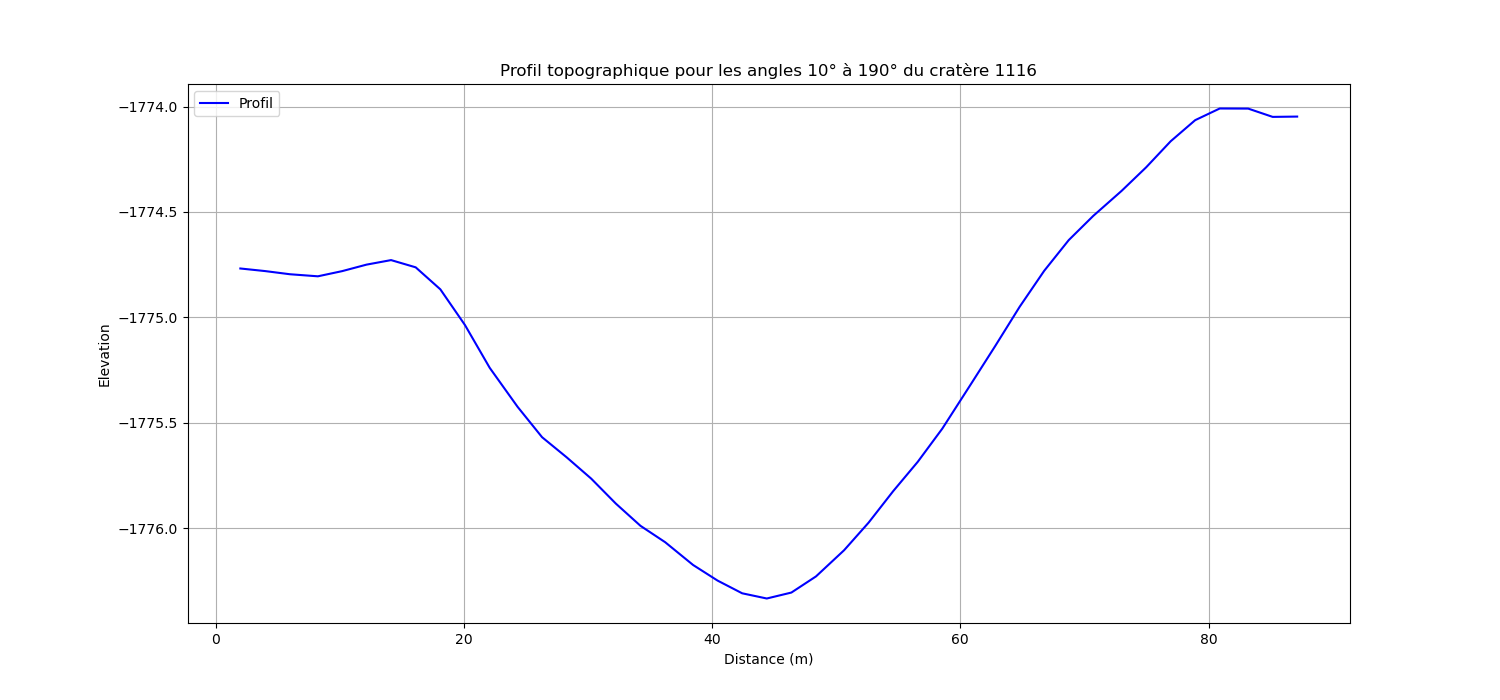 Profil topographique pour les angles 10° à 190° du cratère 1116
Profil
−1774.0
−1774.5
−1775.0
−1775.5
−1776.0
Elevation
0 20 40 60 80
Distance (m)